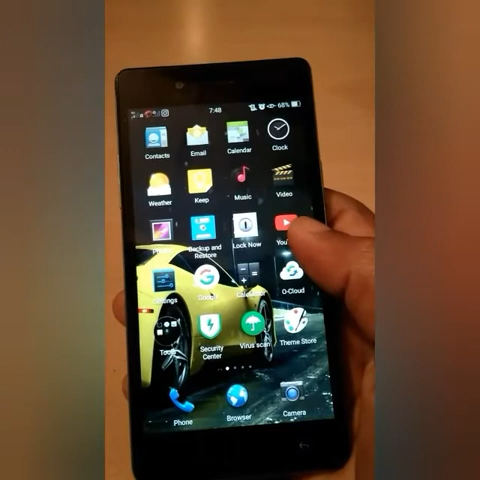 7:48 68%
Contacts Email Calendar Clock
Weather Keep Music Video
Backup and Restore Lock Now
Settings O-Cloud
Security Center Virus scan Theme Store
Phone Browser Camera